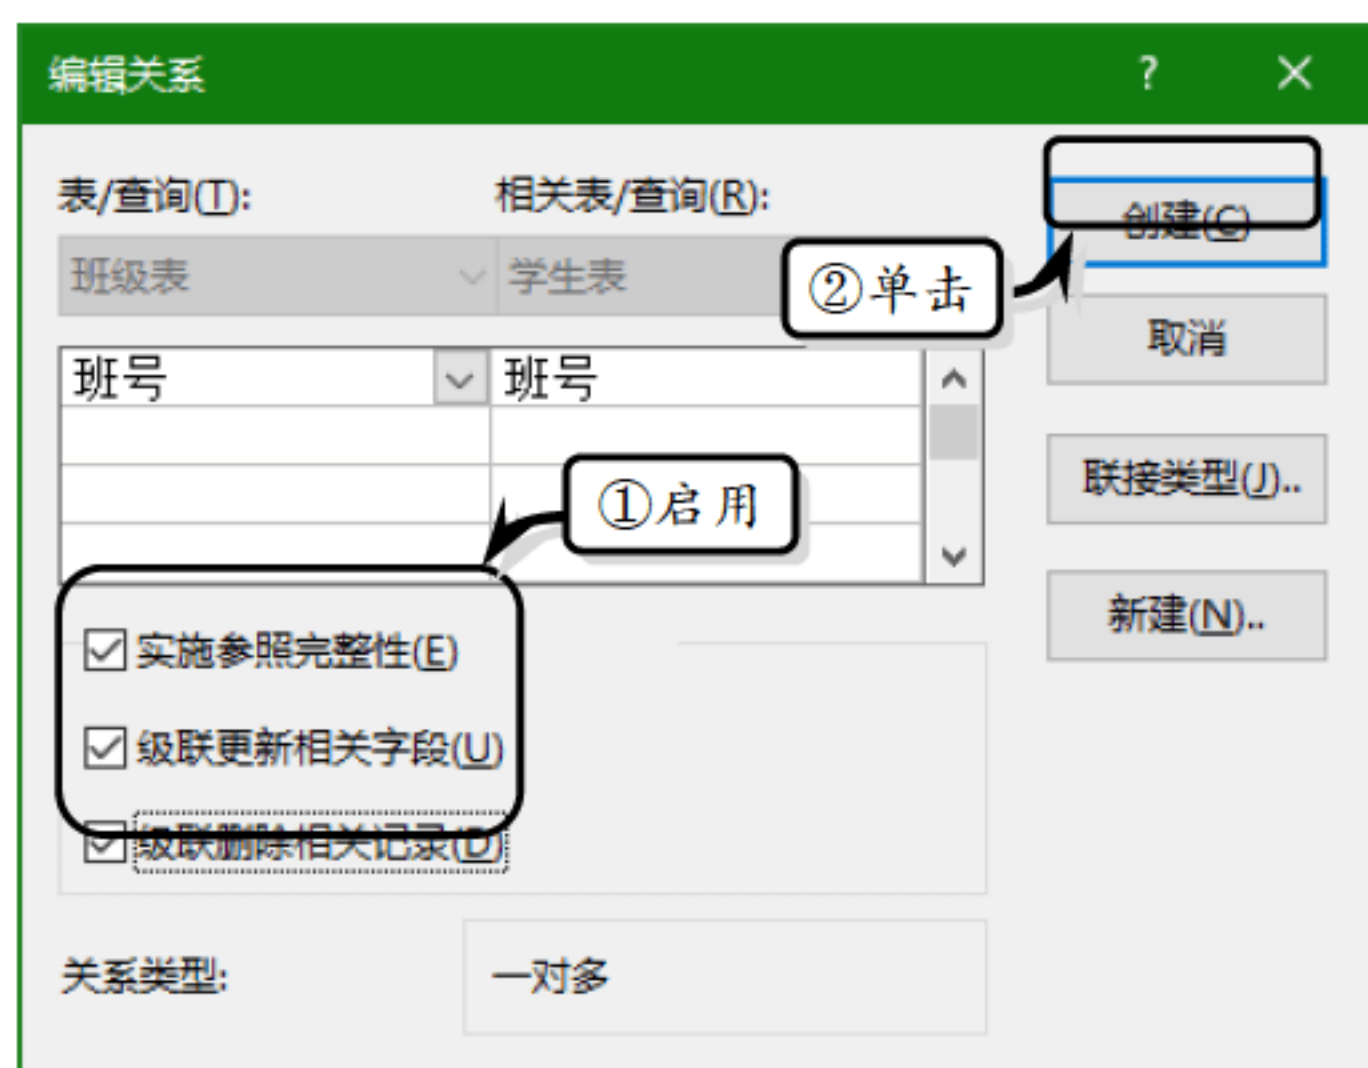 编辑关系
表/查询(T): 相关表/查询(R):
创建(C)
班级表 学生表
②单击
取消
班号 班号
联接类型(J)..
①启用
新建(N)..
实施参照完整性(E)
级联更新相关字段(U)
级联删除相关记录(D)
关系类型: 一对多